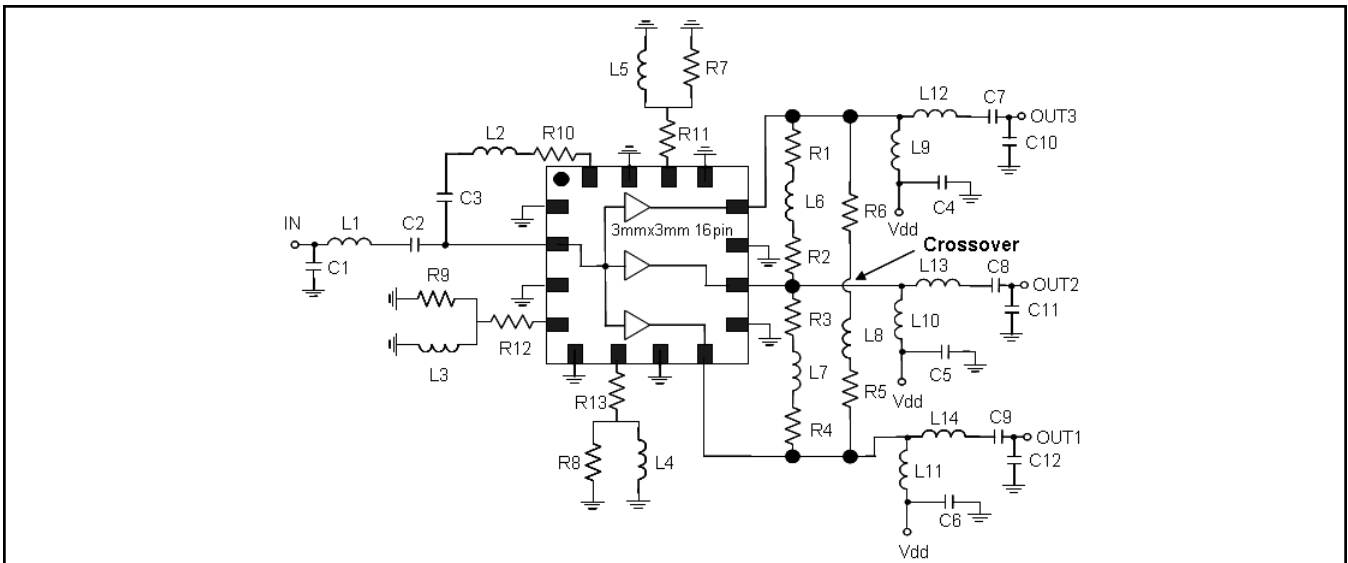 L5
R7
L12
C7
OUT3
L2
R10
R11
R1
L9
C10
C3
L6
C4
R6
IN
L1
C2
3mmx3mm 16pin
Vdd
Crossover
R2
L13
C8
OUT2
C1
R9
R3
L10
C11
L8
R12
L3
L7
C5
R5
R13
Vdd
R4
L14
C9
OUT1
R8
L4
L11
C12
C6
Vdd